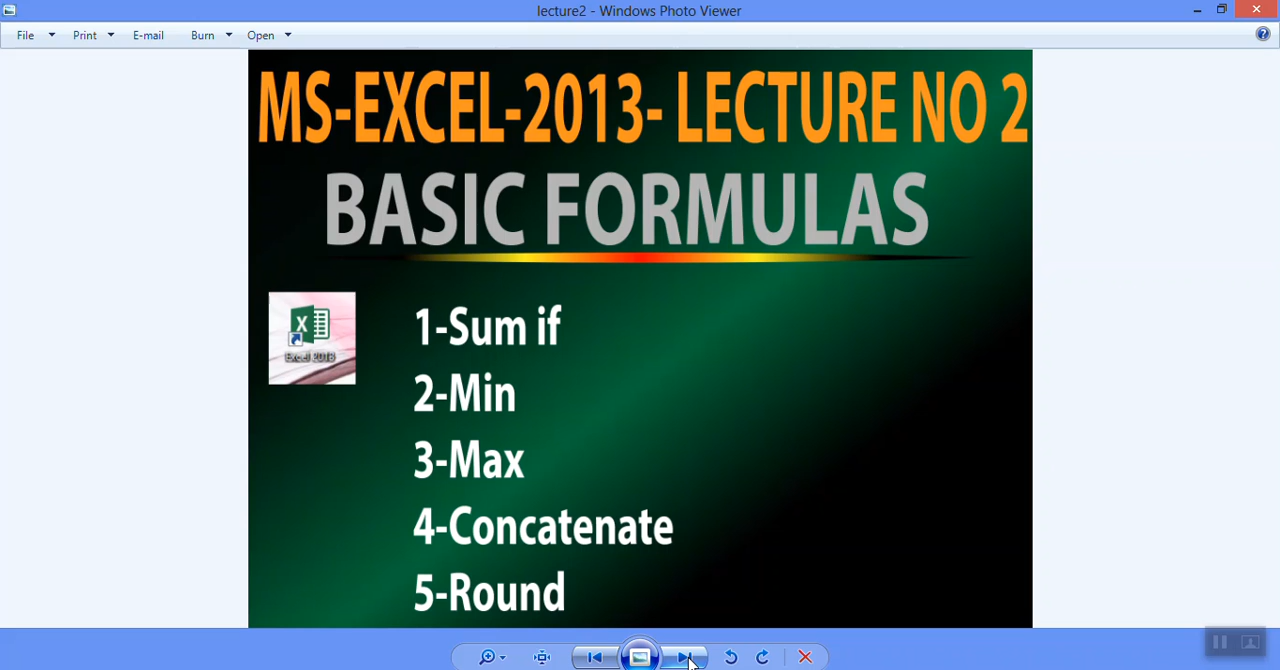 lecture2 - Windows Photo Viewer
File Print E-mail Burn Open
MS-EXCEL-2013- LECTURE NO 2
BASIC FORMULAS
Excel 2013
1-Sum if
2-Min
3-Max
4-Concatenate
5-Round